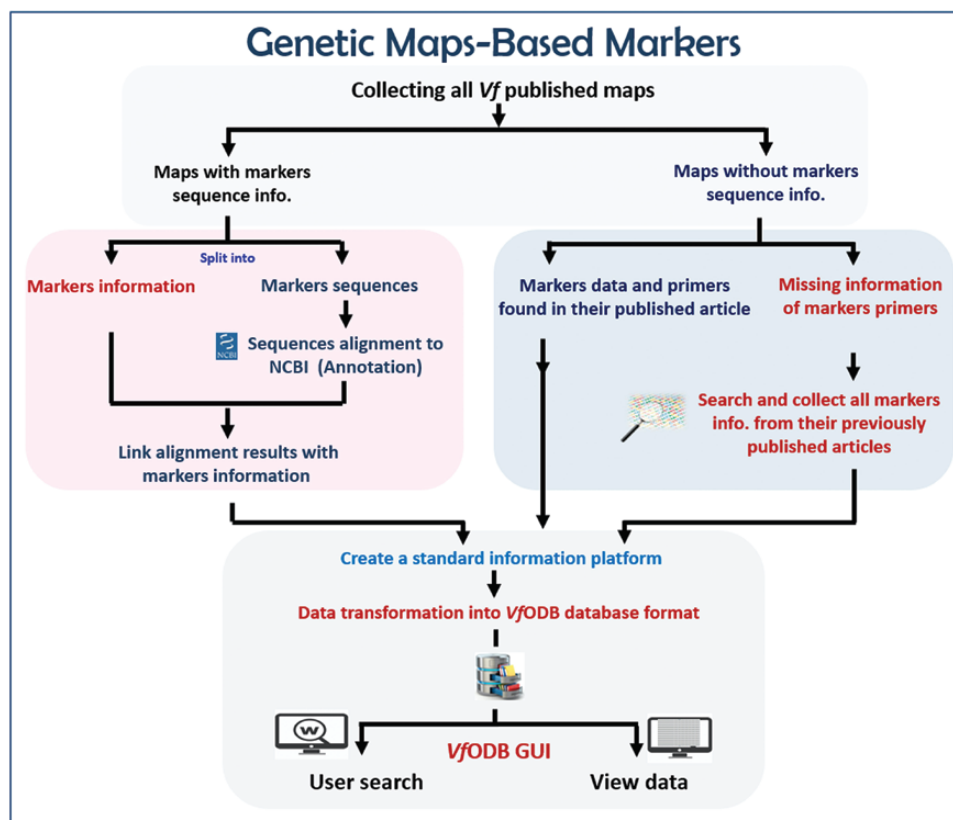 Genetic Maps-Based Markers
Collecting all Vf published maps
Maps with markers
sequence info.
Maps without markers
sequence info.
Split into
Markers information
Markers sequences
NCBI
Sequences alignment to
NCBI (Annotation)
Link alignment results with
markers information
Markers data and primers
found in their published article
Missing information
of markers primers
Search and collect all markers
info. from their previously
published articles
Create a standard information platform
Data transformation into VfODB database format
W
VfODB GUI
User search
View data